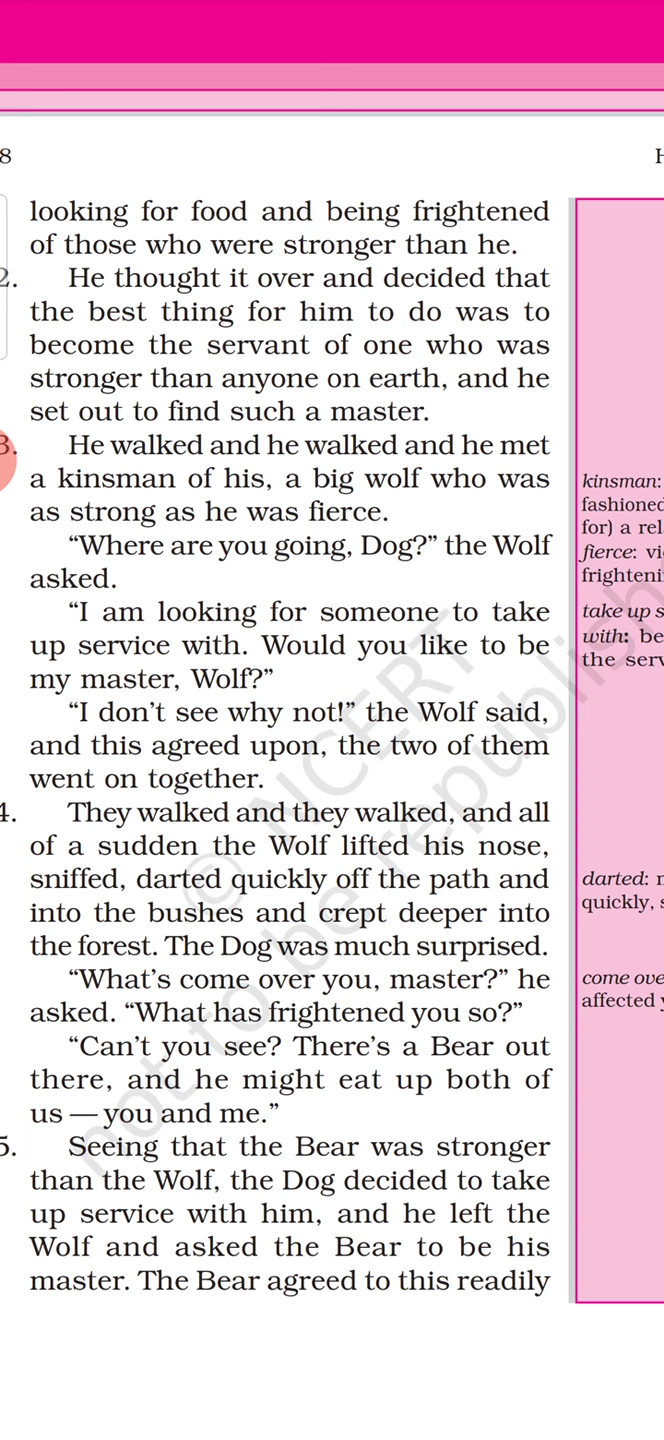 8
looking for food and being frightened
of those who were stronger than he.
2. He thought it over and decided that
the best thing for him to do was to
become the servant of one who was
stronger than anyone on earth, and he
set out to find such a master.
3. He walked and he walked and he met
a kinsman of his, a big wolf who was
as strong as he was fierce.
“Where are you going, Dog?” the Wolf
asked.
“I am looking for someone to take
up service with. Would you like to be
my master, Wolf?”
“I don’t see why not!” the Wolf said,
and this agreed upon, the two of them
went on together.
4. They walked and they walked, and all
of a sudden the Wolf lifted his nose,
sniffed, darted quickly off the path and
into the bushes and crept deeper into
the forest. The Dog was much surprised.
“What’s come over you, master?” he
asked. “What has frightened you so?”
“Can’t you see? There’s a Bear out
there, and he might eat up both of
us — you and me.”
5. Seeing that the Bear was stronger
than the Wolf, the Dog decided to take
up service with him, and he left the
Wolf and asked the Bear to be his
master. The Bear agreed to this readily
kinsman:
fashioned
for) a rel
fierce: vi
frighteni
take up s
with: be
the serv
darted:
quickly, s
come ove
affected y
© NCERT
not to be republish